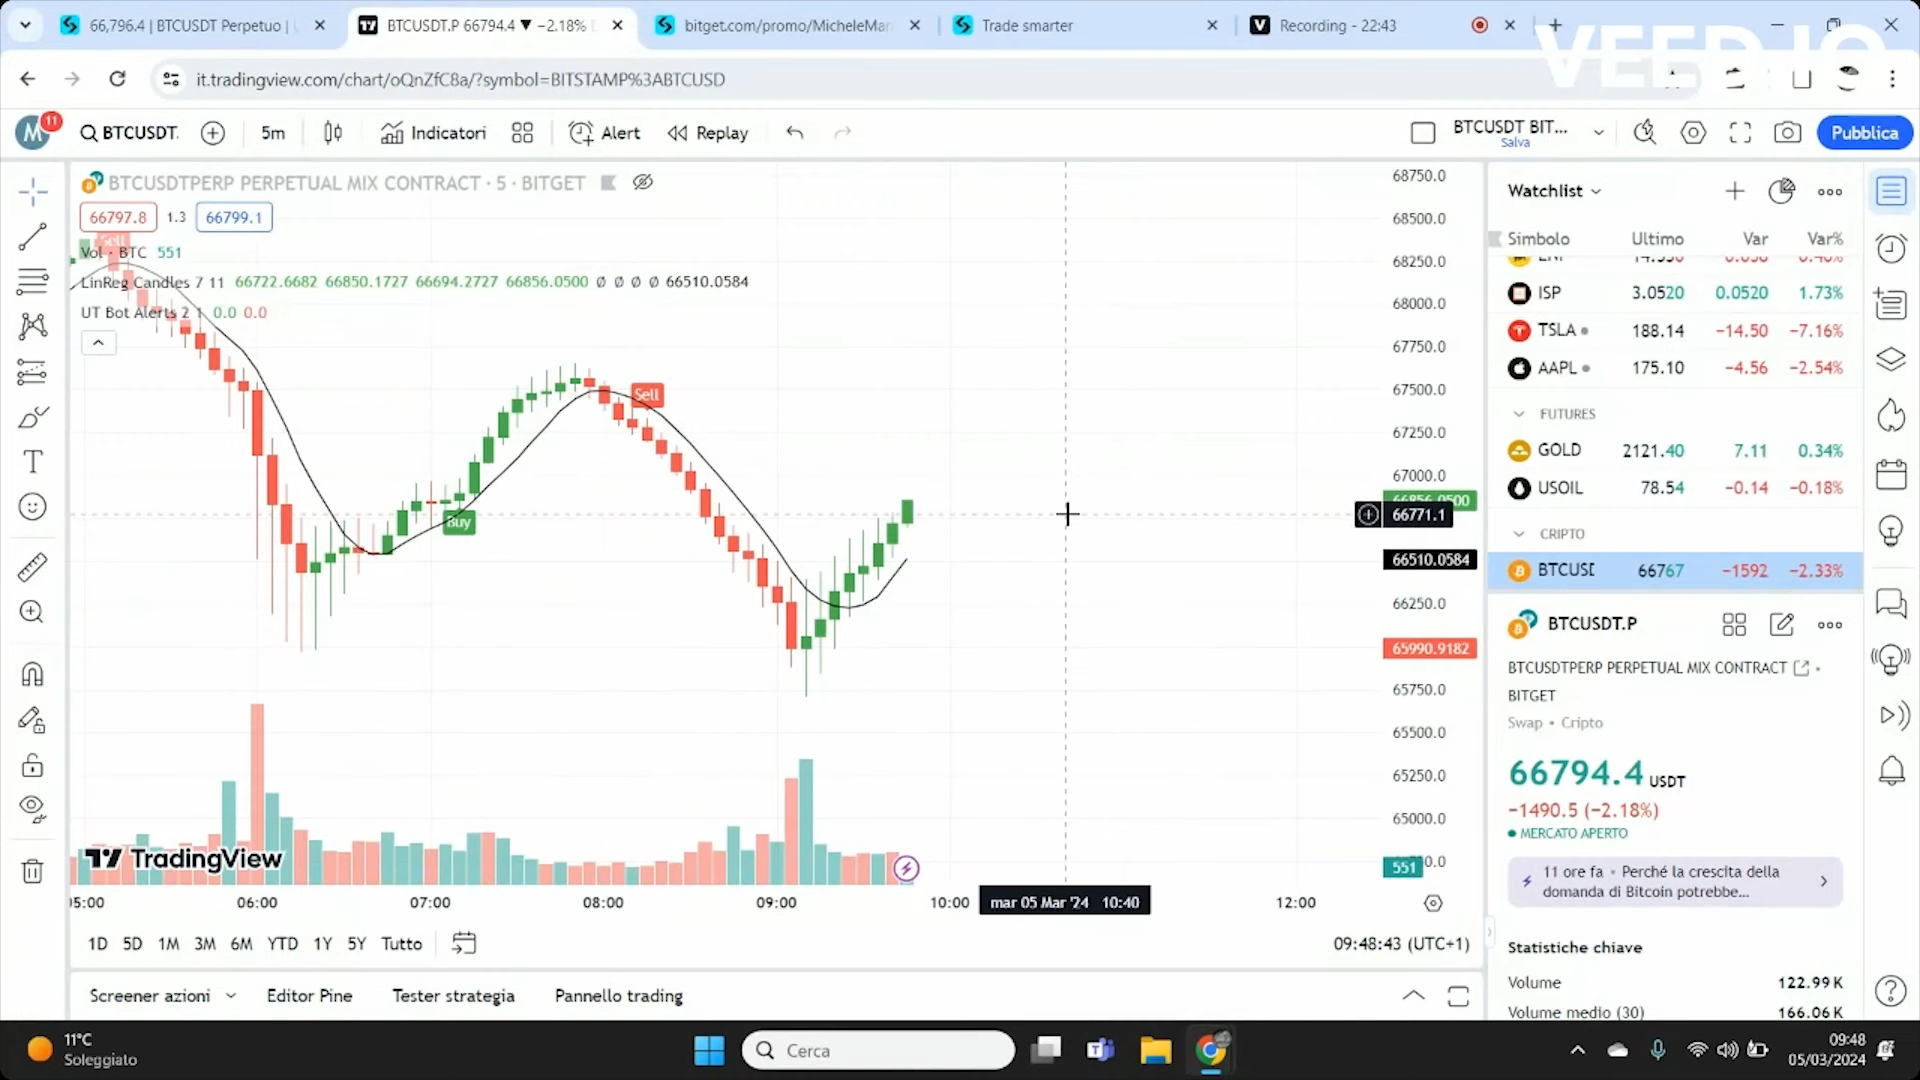 66,796.4 | BTCUSDT Perpetuo |
BTCUSDT.P 66794.4 ▼ −2.18%
bitget.com/promo/MicheleMar
Trade smarter
Recording - 22:43
VEED.IO
it.tradingview.com/chart/oQnZfC8a/?symbol=BITSTAMP%3ABTCUSD
M 11 BTCUSDT. 5m Indicatori Alert Replay
BTCUSDT BIT...
Salva
Pubblica
BTCUSDTPERP PERPETUAL MIX CONTRACT · 5 · BITGET
66797.8 1.3 66799.1
Sell
Vol · BTC 551
LinReg Candles 7 11 66722.6682 66850.1727 66694.2727 66856.0500 Ø Ø Ø Ø 66510.0584
UT Bot Alerts 2 1 0.0 0.0
Sell
Buy
68750.0
68500.0
68250.0
68000.0
67750.0
67500.0
67250.0
67000.0
66856.0500
66771.1
66510.0584
66250.0
65990.9182
65750.0
65500.0
65250.0
65000.0
551
TradingView
06:00 07:00 08:00 09:00 10:00 mar 05 Mar '24 10:40 12:00
1D 5D 1M 3M 6M YTD 1Y 5Y Tutto
09:48:43 (UTC+1)
Screener azioni Editor Pine Tester strategia Pannello trading
Watchlist
Simbolo Ultimo Var Var%
ISP 3.0520 0.0520 1.73%
TSLA 188.14 −14.50 −7.16%
AAPL 175.10 −4.56 −2.54%
FUTURES
GOLD 2121.40 7.11 0.34%
USOIL 78.54 −0.14 −0.18%
CRIPTO
BTCUSD 66767 −1592 −2.33%
BTCUSDT.P
BTCUSDTPERP PERPETUAL MIX CONTRACT •
BITGET
Swap • Cripto
66794.4 USDT
−1490.5 (−2.18%)
MERCATO APERTO
11 ore fa • Perché la crescita della
domanda di Bitcoin potrebbe...
Statistiche chiave
Volume 122.99K
Volume medio (30) 166.06K
11°C
Soleggiato
Cerca
09:48
05/03/2024